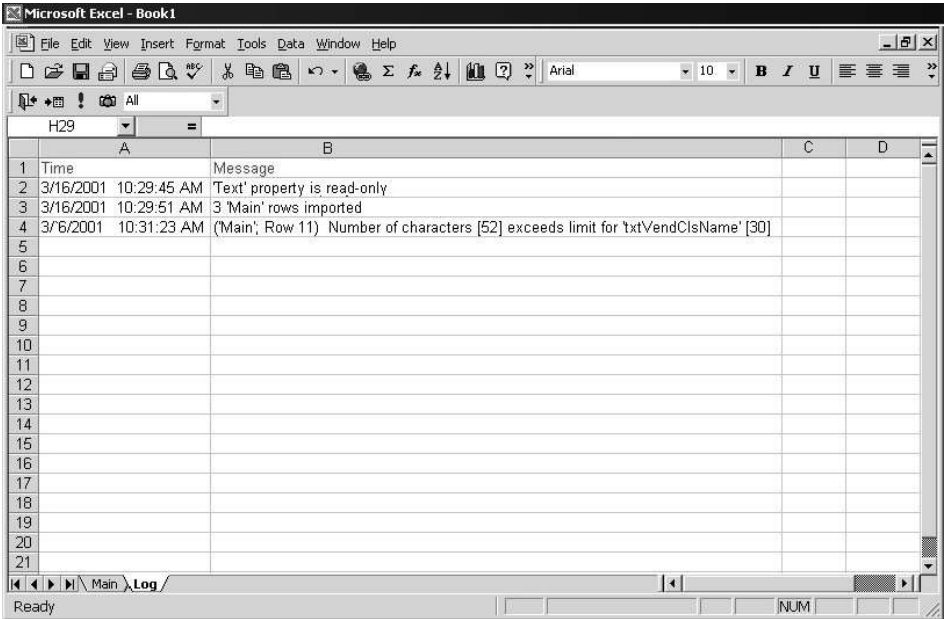 Microsoft Excel - Book1
File Edit View Insert Format Tools Data Window Help
Arial 10 B I U
All
H29 =
A B C D
1 Time Message
2 3/16/2001 10:29:45 AM 'Text' property is read-only
3 3/16/2001 10:29:51 AM 3 'Main' rows imported
4 3/'6/2001 10:31:23 AM ('Main'; Row 11) Number of characters [52] exceeds limit for 'txtVendClsName' [30]
5
6
7
8
9
10
11
12
13
14
15
16
17
18
19
20
21
Main Log
Ready NUM